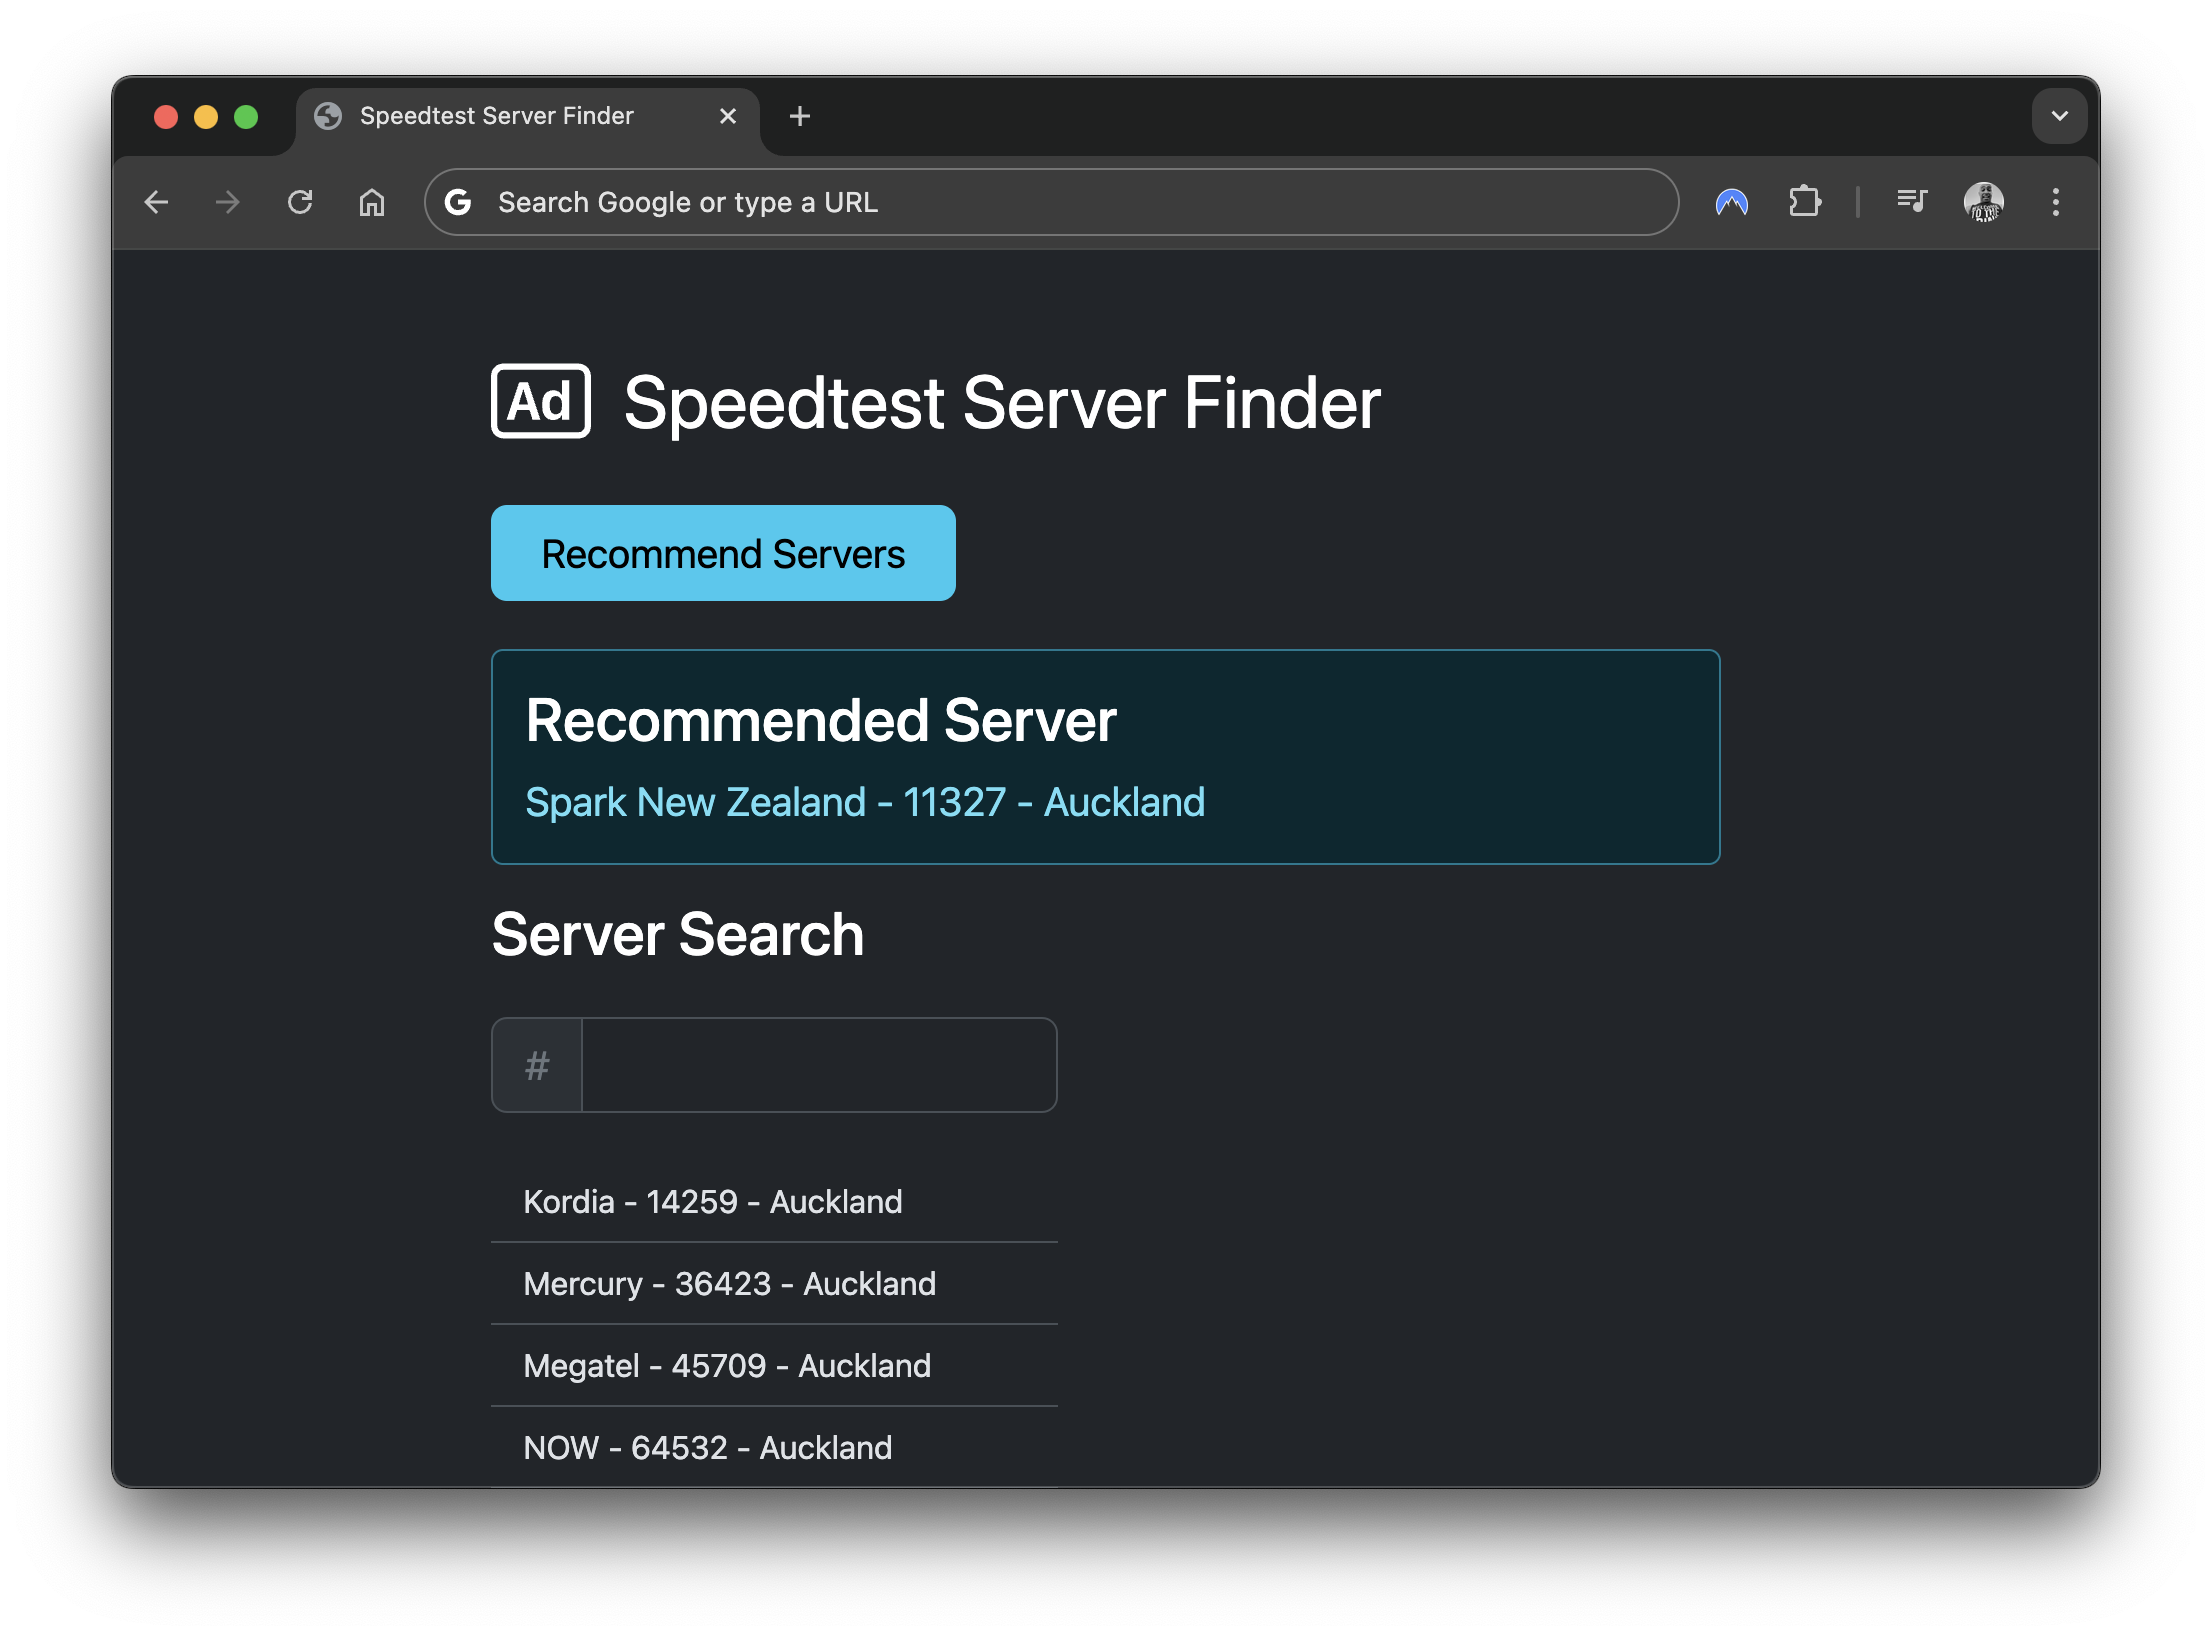 Speedtest Server Finder
Search Google or type a URL
Ad Speedtest Server Finder
Recommend Servers
Recommended Server
Spark New Zealand - 11327 - Auckland
Server Search
#
Kordia - 14259 - Auckland
Mercury - 36423 - Auckland
Megatel - 45709 - Auckland
NOW - 64532 - Auckland